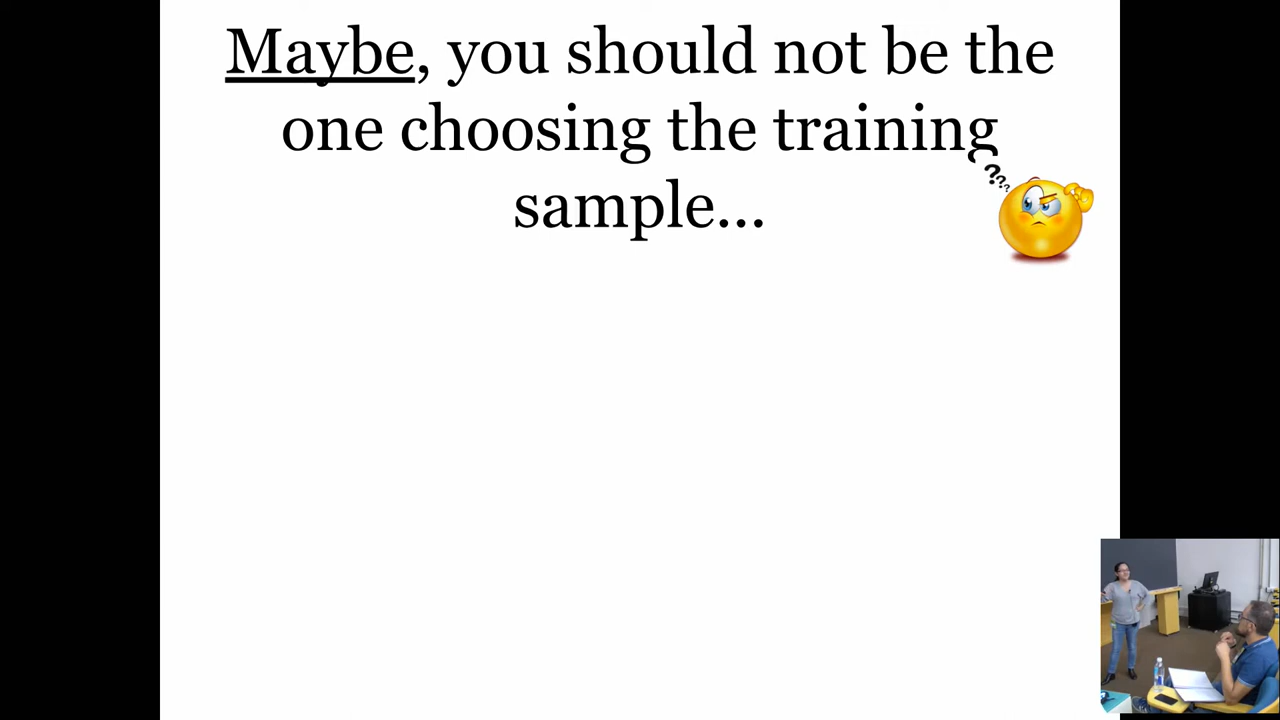 Maybe, you should not be the
one choosing the training
sample...
???